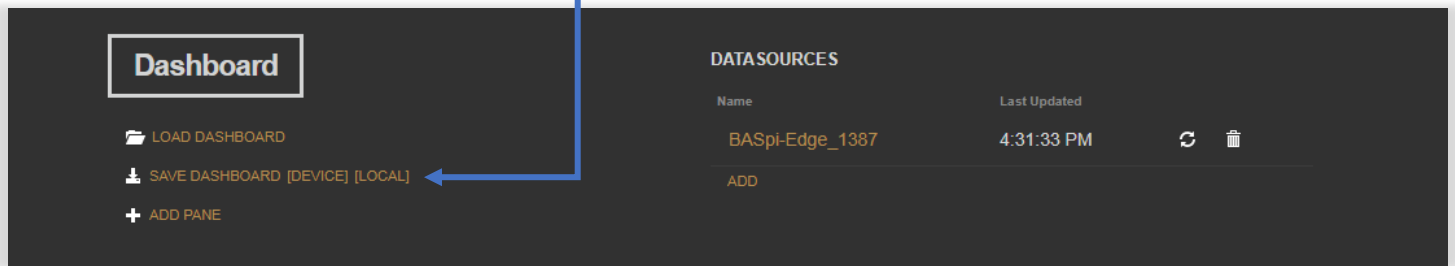 Dashboard
LOAD DASHBOARD
SAVE DASHBOARD [DEVICE] [LOCAL]
ADD PANE
DATASOURCES
Name Last Updated
BASpi-Edge_1387 4:31:33 PM
ADD